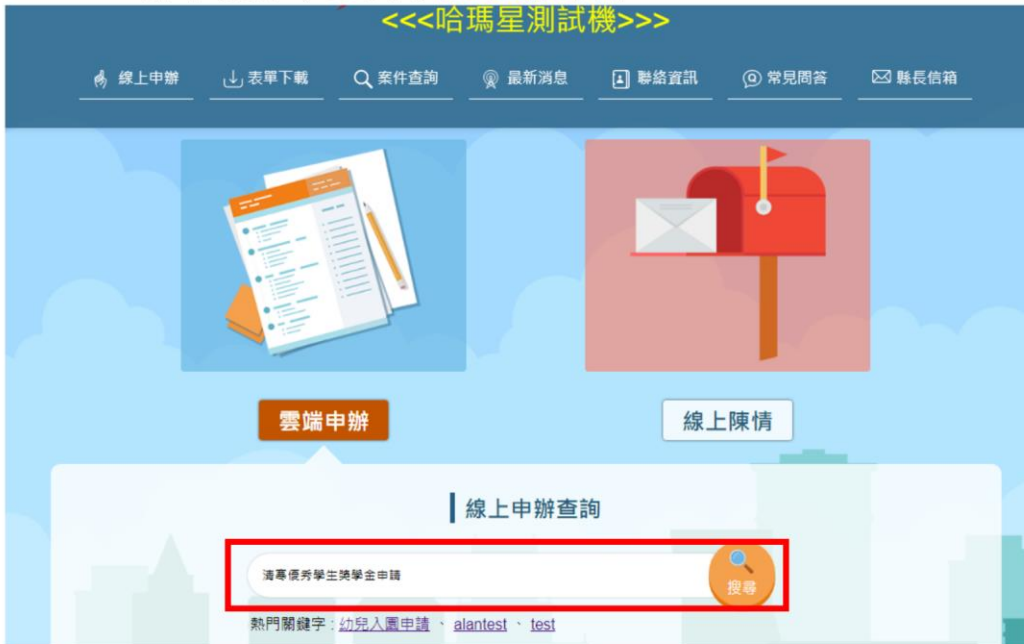 <<<哈瑪星測試機>>>
線上申辦 表單下載 案件查詢 最新消息 聯絡資訊 常見問答 縣長信箱
雲端申辦 線上陳情
線上申辦查詢
清寒優秀學生獎學金申請
搜尋
熱門關鍵字：幼兒入園申請、alantest、test